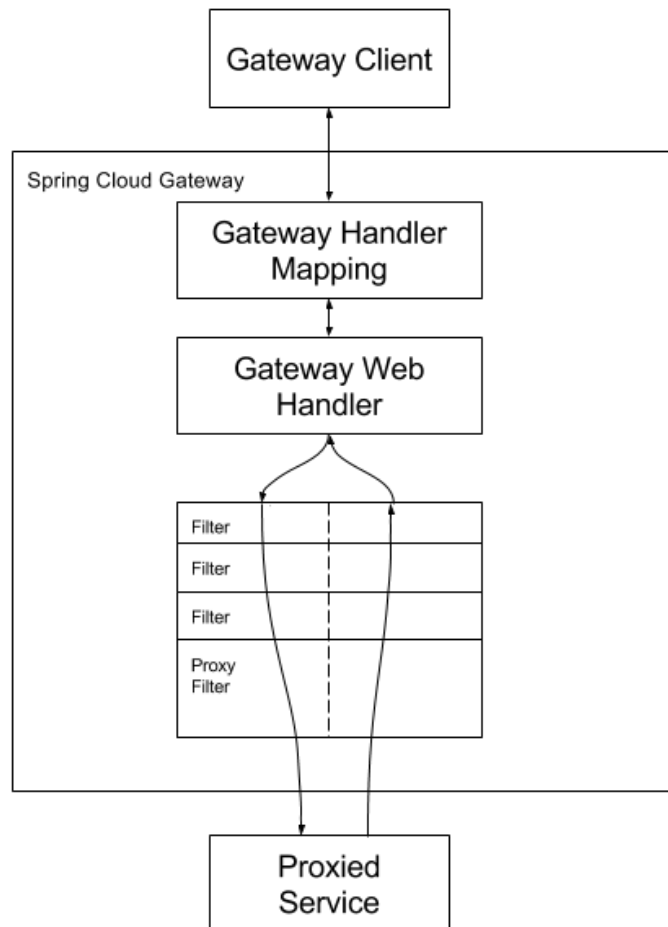 Gateway Client
Spring Cloud Gateway
Gateway Handler
Mapping
Gateway Web
Handler
Filter
Filter
Filter
Proxy
Filter
Proxied
Service